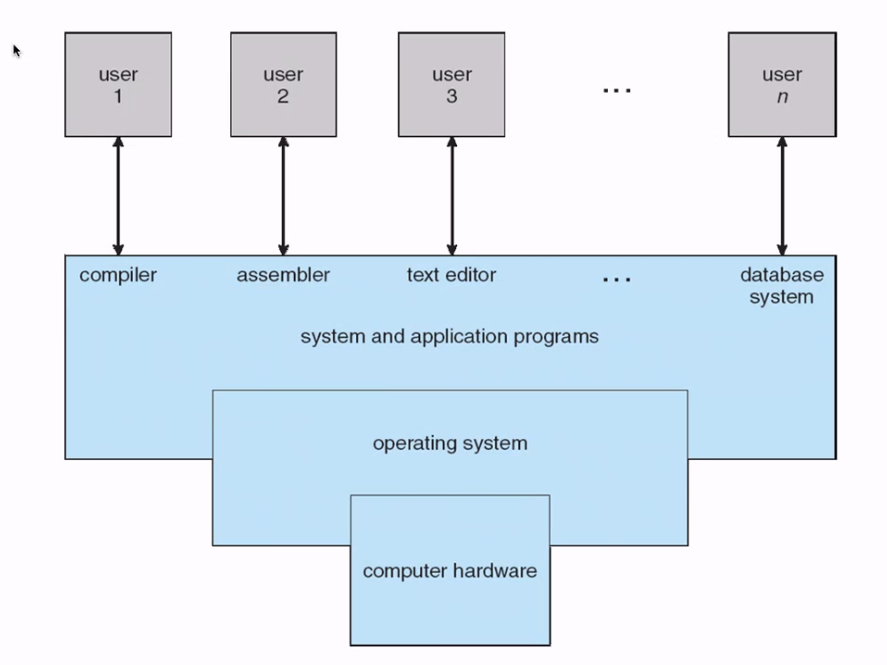 user
1
user
2
user
3
...
user
n
compiler
assembler
text editor
...
database
system
system and application programs
operating system
computer hardware